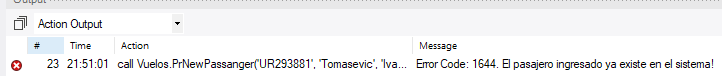 Output
Action Output
# Time Action Message
23 21:51:01 call Vuelos.PrNewPassanger('UR293881', 'Tomasevic', 'Iva... Error Code: 1644. El pasajero ingresado ya existe en el sistema!